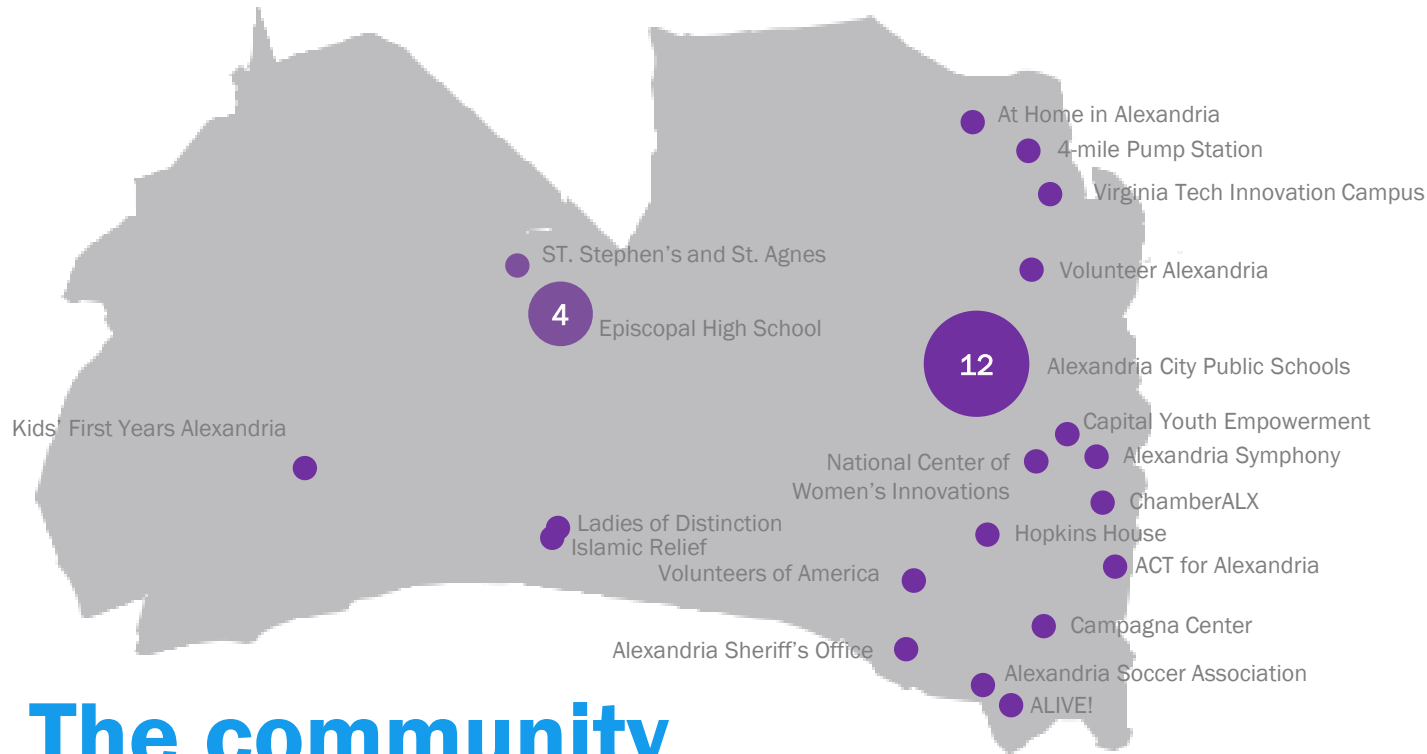 At Home in Alexandria
4-mile Pump Station
Virginia Tech Innovation Campus
ST. Stephen's and St. Agnes
Volunteer Alexandria
4
Episcopal High School
12
Alexandria City Public Schools
Kids' First Years Alexandria
Capital Youth Empowerment
National Center of
Women's Innovations
Alexandria Symphony
ChamberALX
Ladies of Distinction
Hopkins House
Islamic Relief
Volunteers of America
ACT for Alexandria
Campagna Center
Alexandria Sheriff's Office
Alexandria Soccer Association
ALIVE!
The community